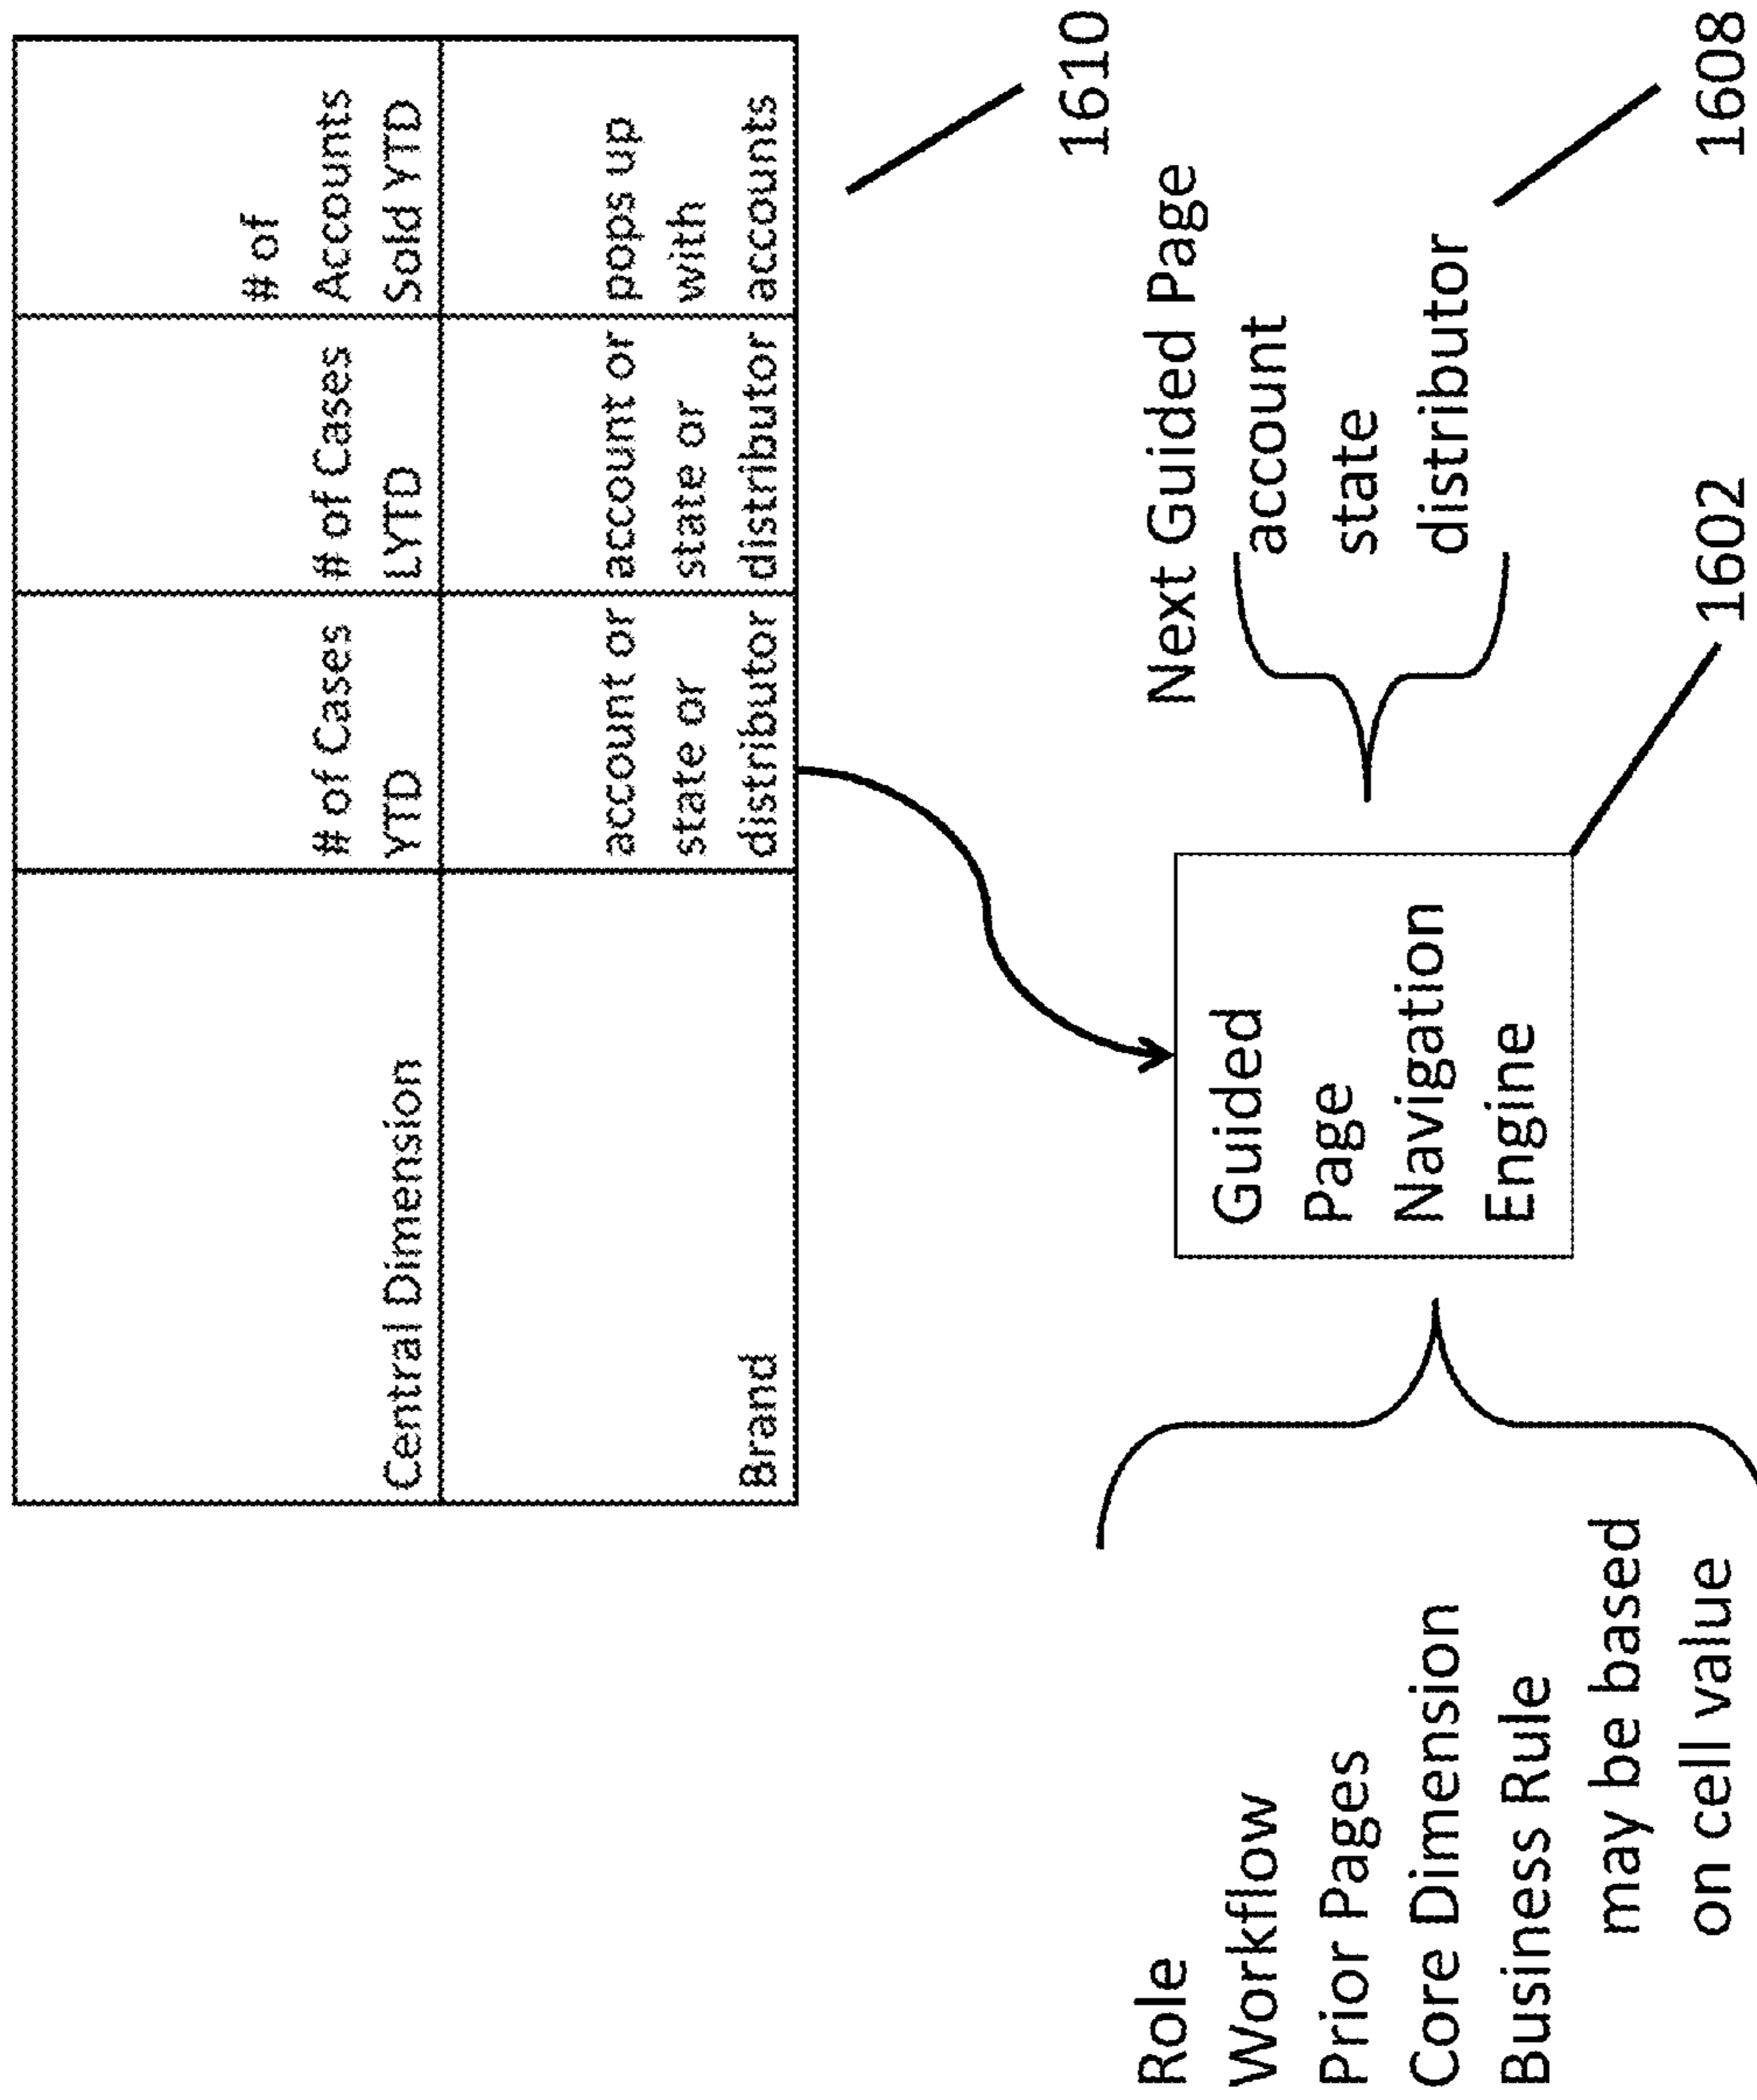 Central Dimension
# of Cases
YTD
# of Cases
LYTD
# of
Accounts
Sold YTD
Brand
account or
state or
distributor
account or
state or
distributor
pops up
with
accounts
1610
Role
Workflow
Prior Pages
Core Dimension
Business Rule
may be based
on cell value
Guided
Page
Navigation
Engine
1602
Next Guided Page
account
state
distributor
1608